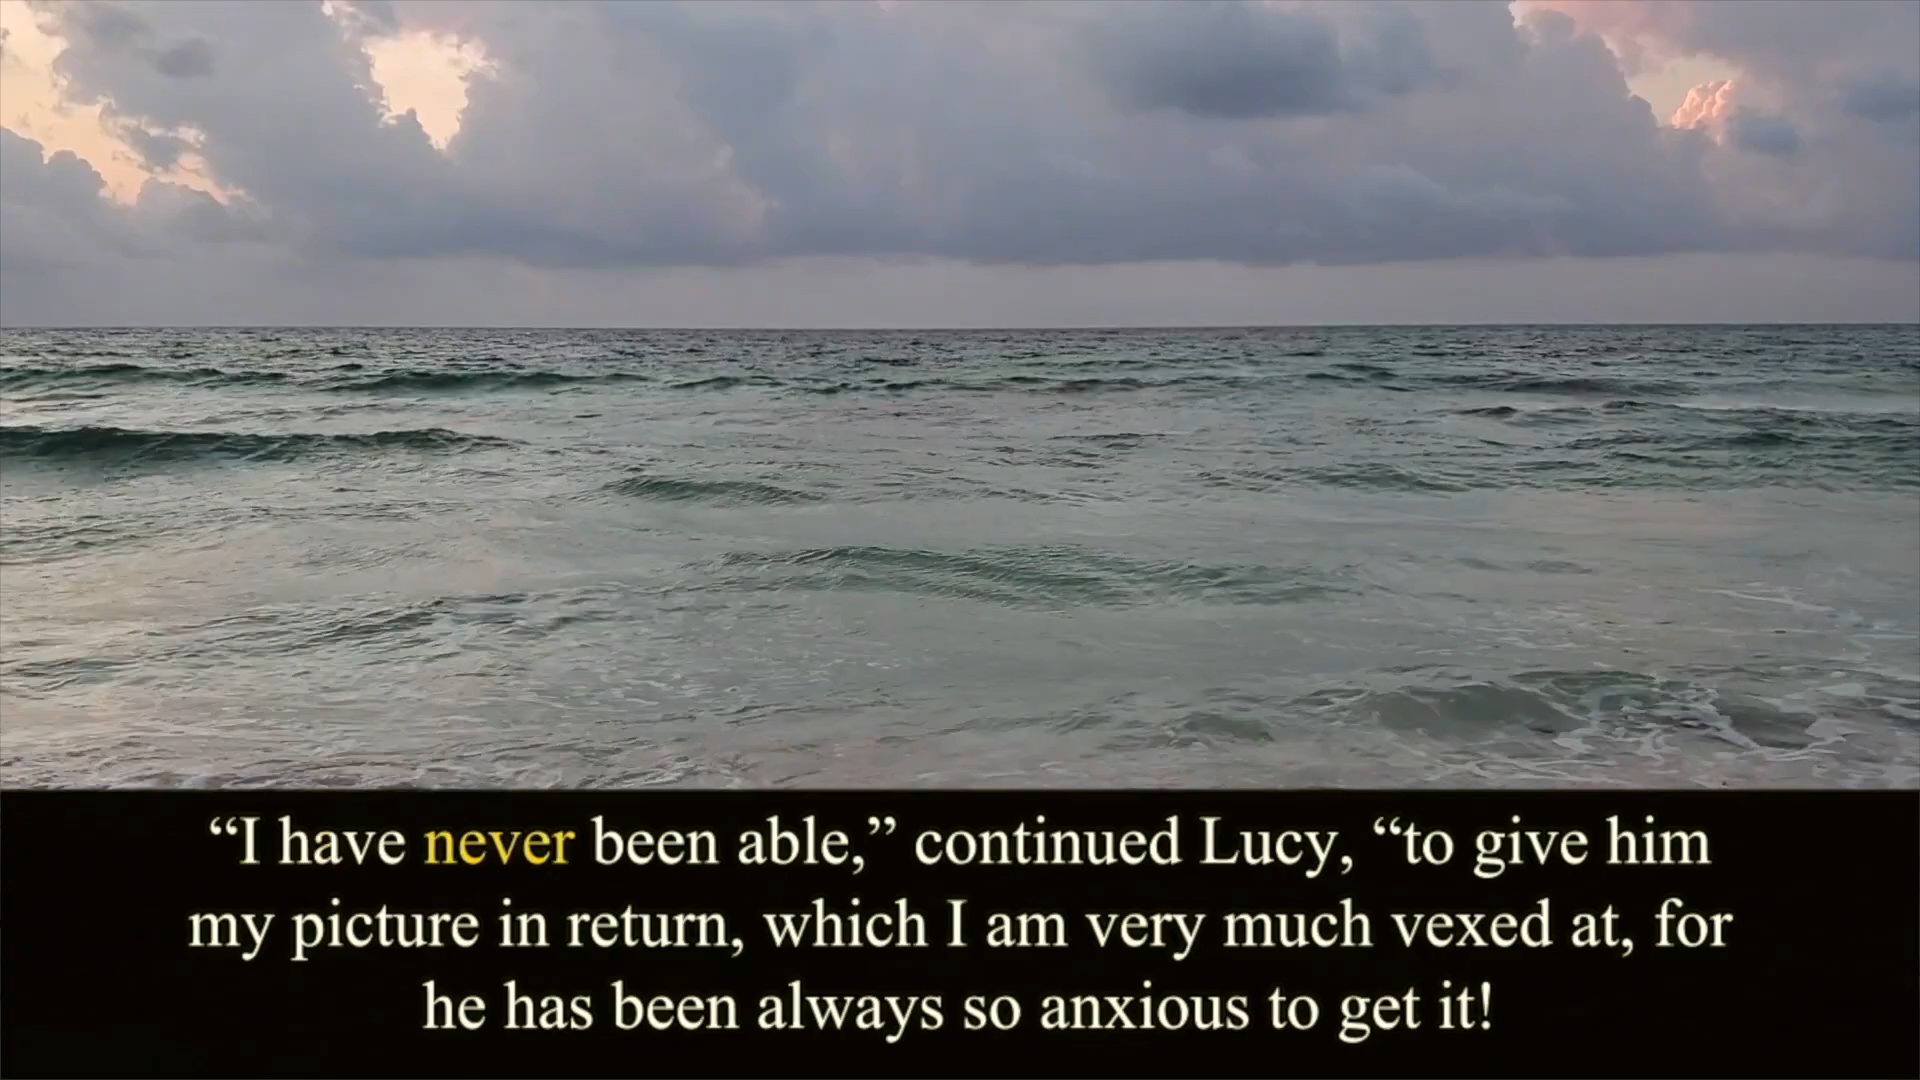 “I have never been able,” continued Lucy, “to give him
my picture in return, which I am very much vexed at, for
he has been always so anxious to get it!